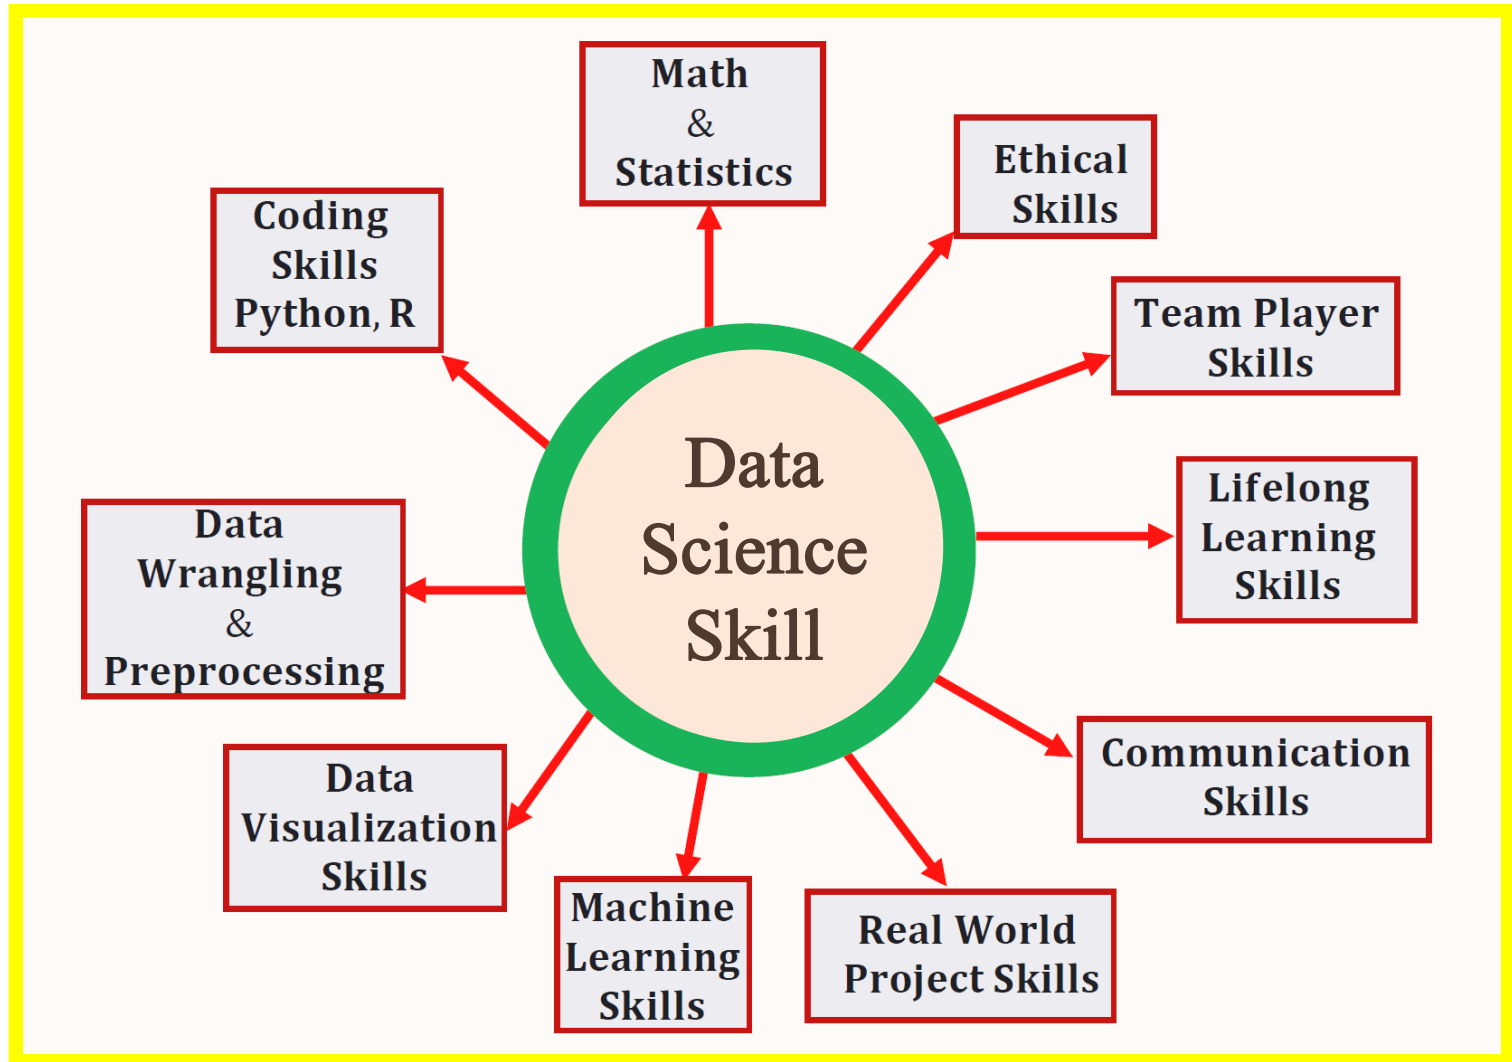 Math
&
Statistics
Ethical
Skills
Coding
Skills
Python, R
Team Player
Skills
Data
Science
Skill
Lifelong
Learning
Skills
Data
Wrangling
&
Preprocessing
Communication
Skills
Data
Visualization
Skills
Machine
Learning
Skills
Real World
Project Skills